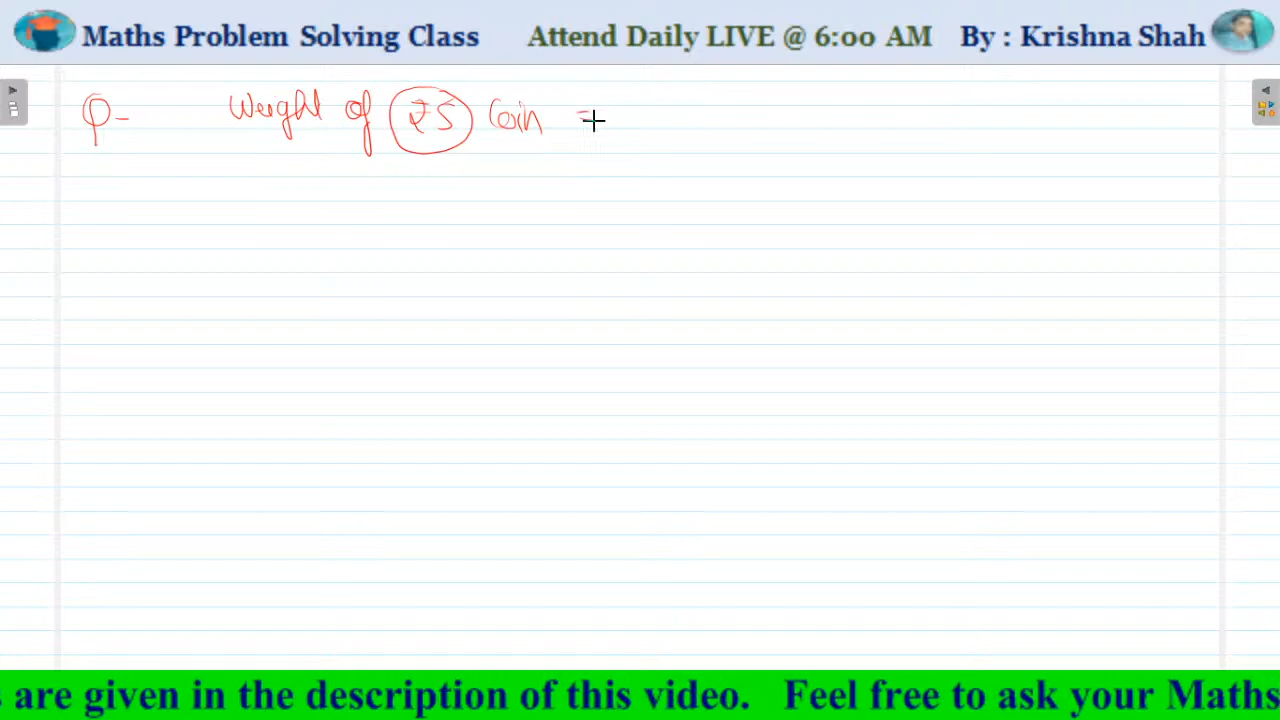 Maths Problem Solving Class Attend Daily LIVE @ 6:00 AM By : Krishna Shah
Q- Weight of ₹5 Coin =
s are given in the description of this video. Feel free to ask your Maths